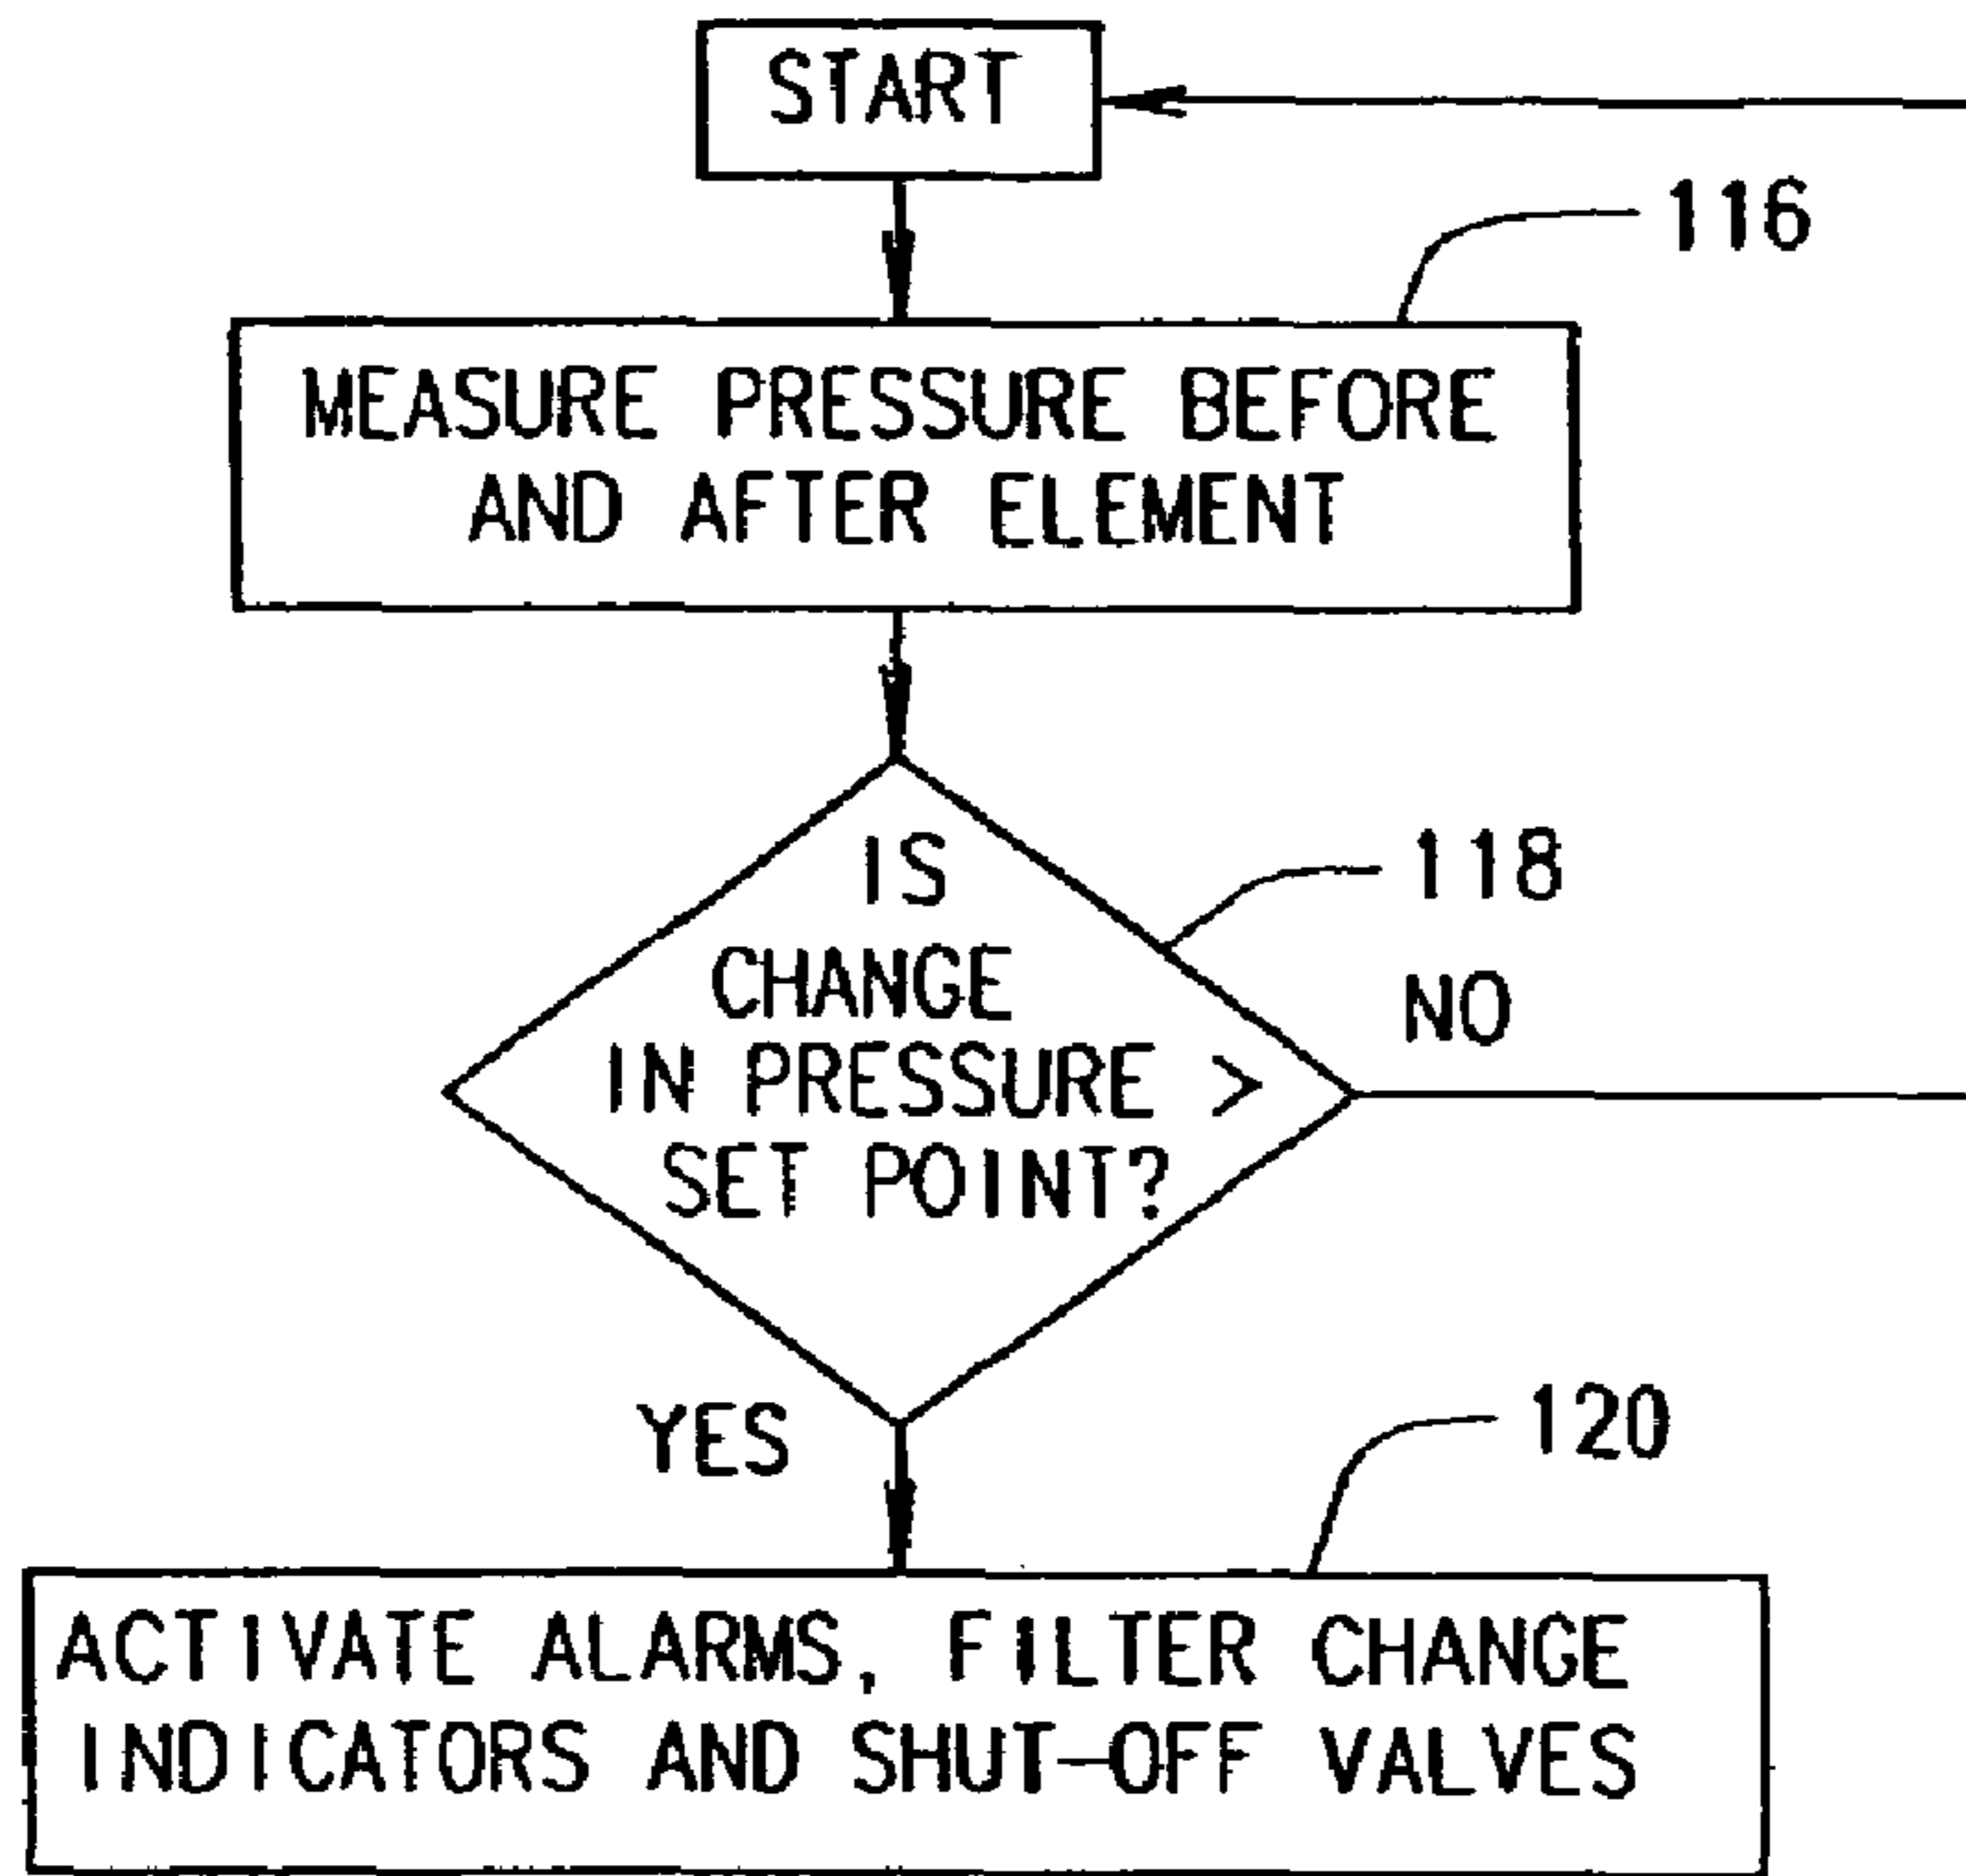 START
116
MEASURE PRESSURE BEFORE
AND AFTER ELEMENT
IS
118
CHANGE
NO
IN PRESSURE >
SET POINT?
YES
120
ACTIVATE ALARMS, FILTER CHANGE
INDICATORS AND SHUT-OFF VALVES